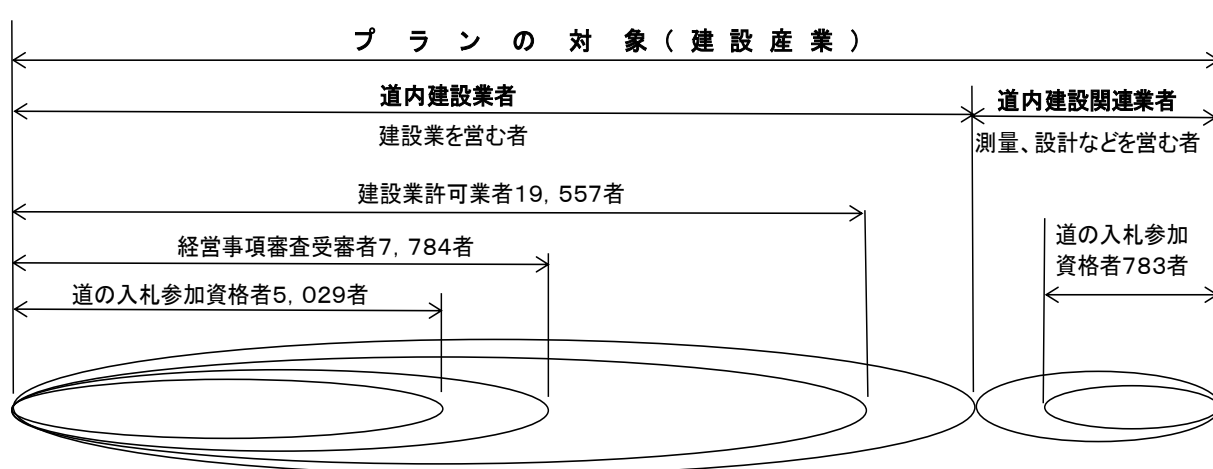 プランの対象(建設産業)
道内建設業者
道内建設関連業者
建設業を営む者
測量、設計などを営む者
建設業許可業者19,557者
経営事項審査受審者7,784者
道の入札参加
資格者783者
道の入札参加資格者5,029者